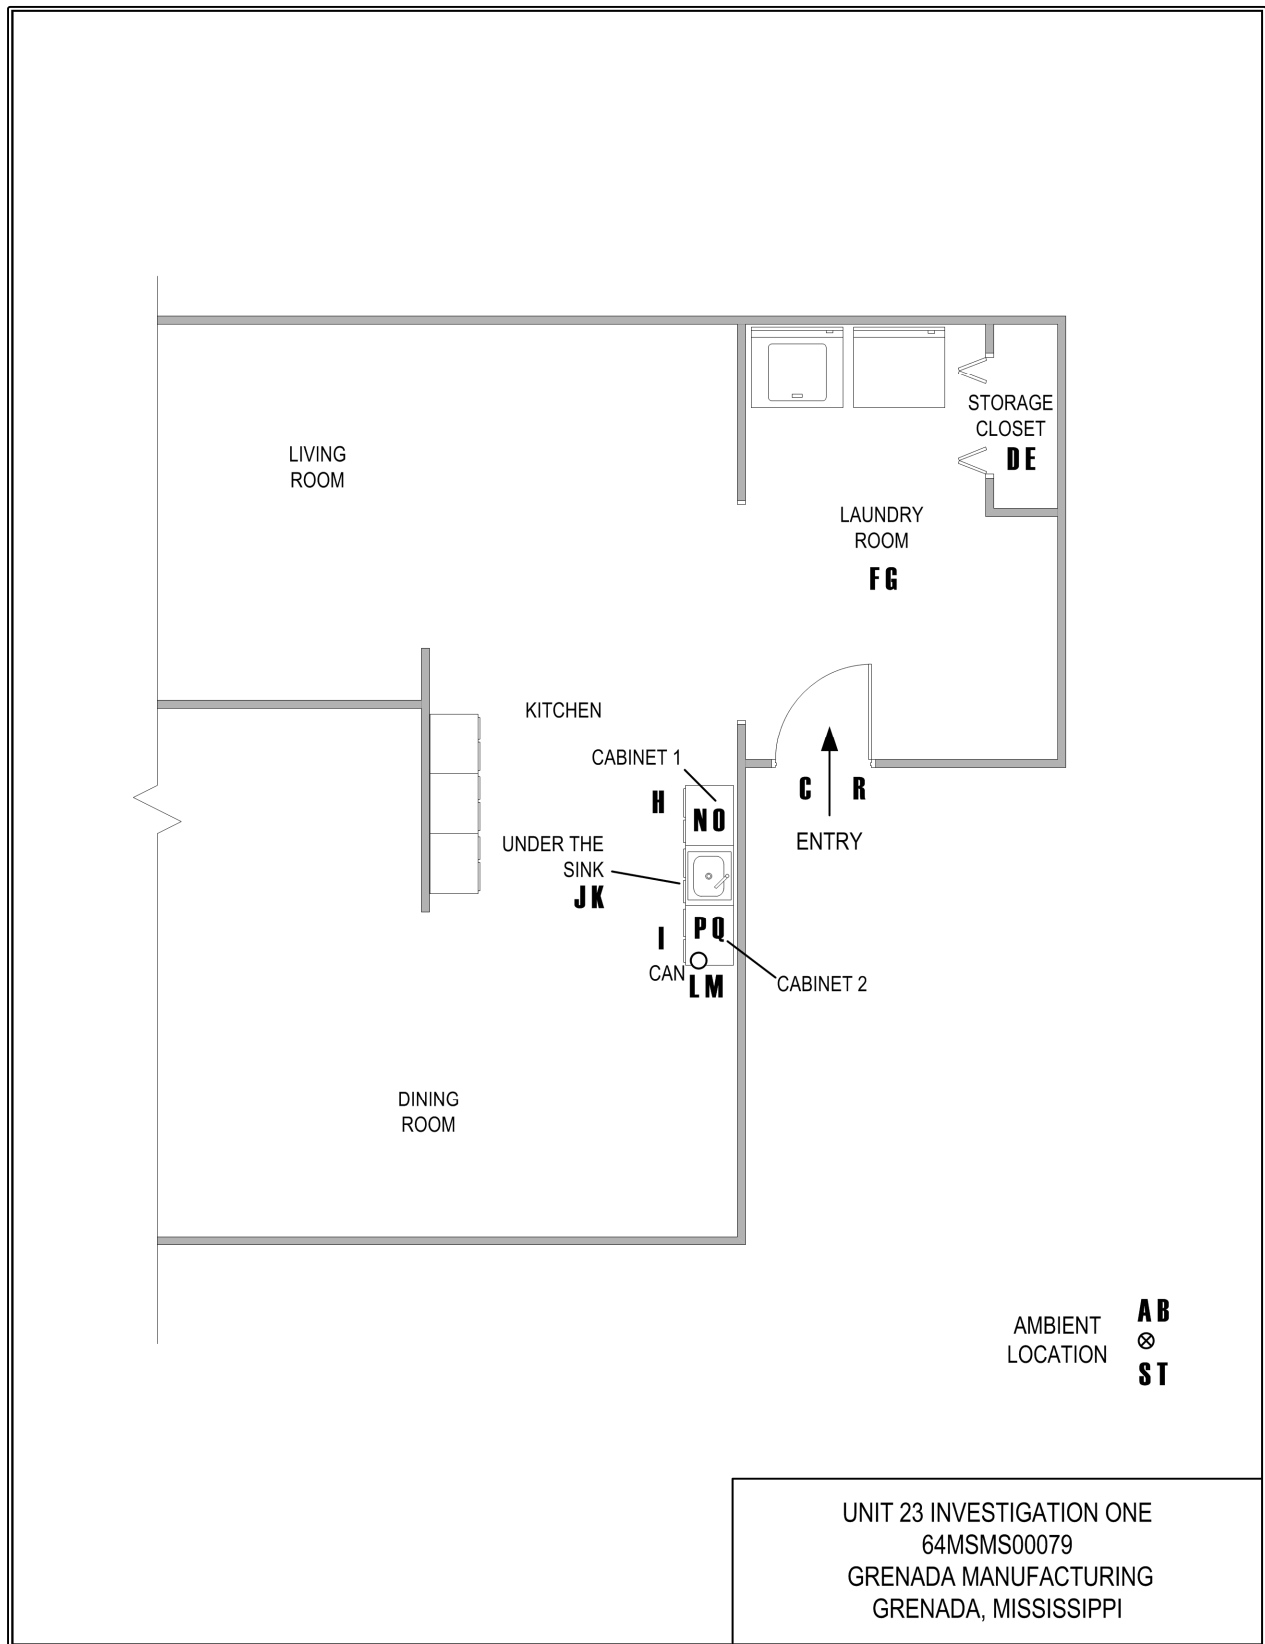 STORAGE
CLOSET
D E
LIVING
ROOM
LAUNDRY
ROOM
F G
KITCHEN
CABINET 1
H
N O
C R
ENTRY
UNDER THE
SINK
J K
P Q
I
CAN
L M
CABINET 2
DINING
ROOM
A B
AMBIENT
LOCATION
S T
UNIT 23 INVESTIGATION ONE
64MSMS00079
GRENADA MANUFACTURING
GRENADA, MISSISSIPPI